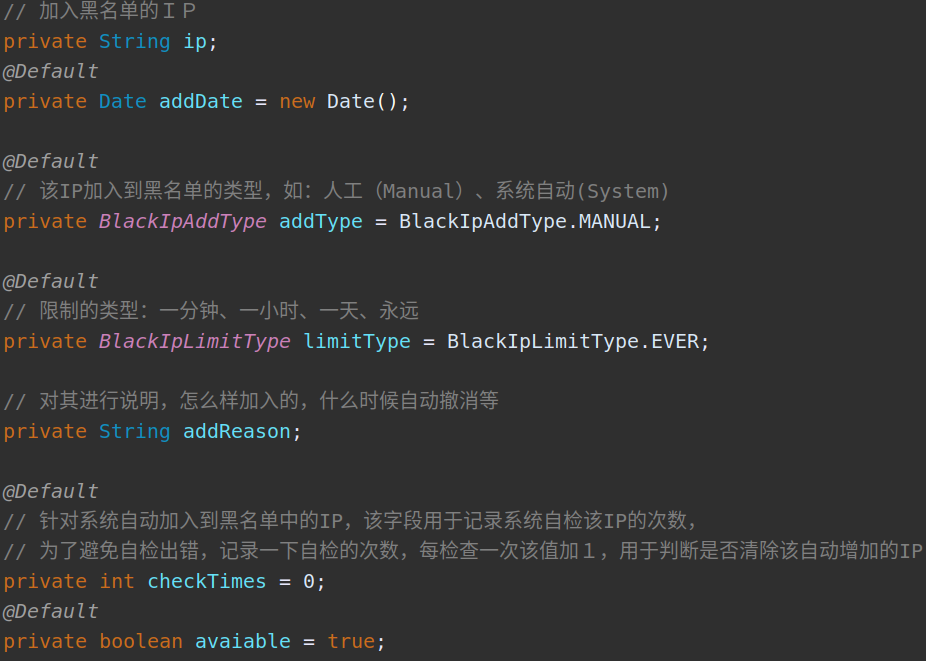 // 加入黑名单的ＩＰ
private String ip;
@Default
private Date addDate = new Date();
@Default
// 该IP加入到黑名单的类型，如：人工（Manual）、系统自动(System)
private BlackIpAddType addType = BlackIpAddType.MANUAL;
@Default
// 限制的类型：一分钟、一小时、一天、永远
private BlackIpLimitType limitType = BlackIpLimitType.EVER;
// 对其进行说明，怎么样加入的，什么时候自动撤消等
private String addReason;
@Default
// 针对系统自动加入到黑名单中的IP，该字段用于记录系统自检该IP的次数，
// 为了避免自检出错，记录一下自检的次数，每检查一次该值加１，用于判断是否清除该自动增加的IP
private int checkTimes = 0;
@Default
private boolean avaiable = true;